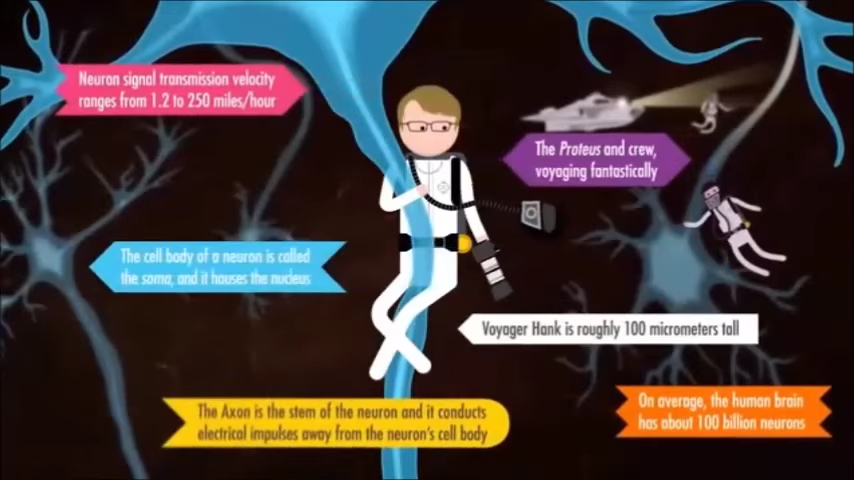 Neuron signal transmission velocity
ranges from 1.2 to 250 miles/hour
The Proteus and crew,
voyaging fantastically
The cell body of a neuron is called
the soma, and it houses the nucleus
Voyager Hank is roughly 100 micrometers tall
The Axon is the stem of the neuron and it conducts
electrical impulses away from the neuron's cell body
On average, the human brain
has about 100 billion neurons